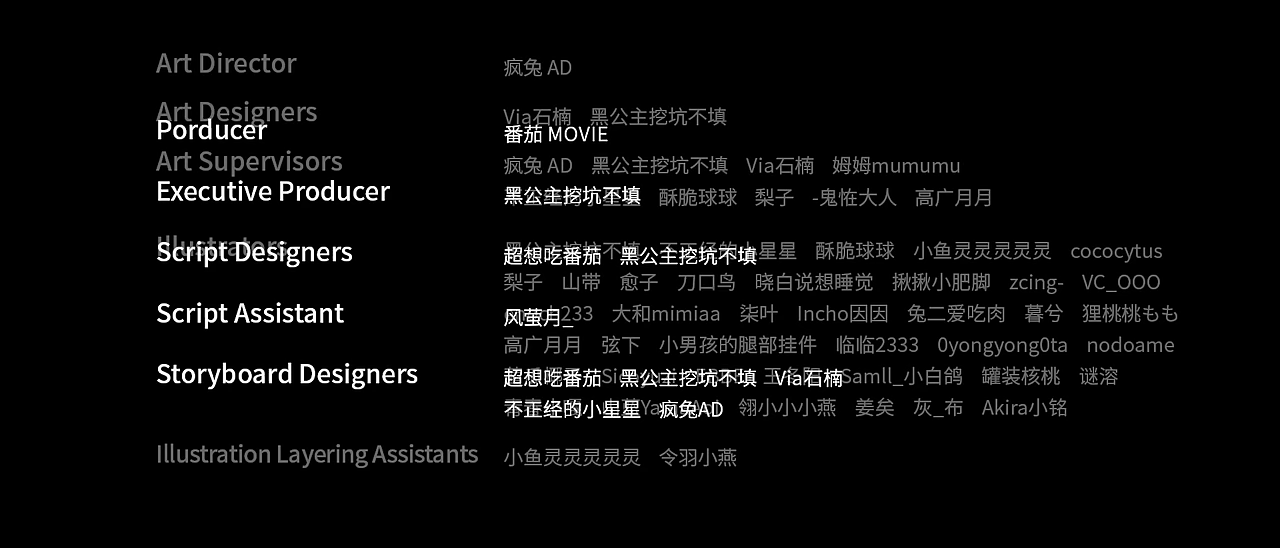 Art Director 疯兔 AD
Art Designers Via石楠 黑公主挖坑不填
Porducer 番茄 MOVIE
Art Supervisors 疯兔 AD 黑公主挖坑不填 Via石楠 姆姆mumumu
Executive Producer 黑公主挖坑不填
酥脆球球 梨子 -鬼恠大人 高广月月
Illustrators 酥脆球球 小鱼灵灵灵灵灵 cococytus
Script Designers 超想吃番茄 黑公主挖坑不填
梨子 山带 愈子 刀口鸟 晓白说想睡觉 揪揪小肥脚 zcing- VC_OOO
Script Assistant 风萤月_
大和mimiaa 柒叶 Incho因因 兔二爱吃肉 暮兮 狸桃桃もも
高广月月 弦下 小男孩的腿部挂件 临临2333 0yongyong0ta nodoame
Storyboard Designers 超想吃番茄 黑公主挖坑不填 Via石楠
Samll_小白鸽 罐装核桃 谜溶
不正经的小星星 疯兔AD
翎小小小燕 姜矣 灰_布 Akira小铭
Illustration Layering Assistants 小鱼灵灵灵灵灵 令羽小燕